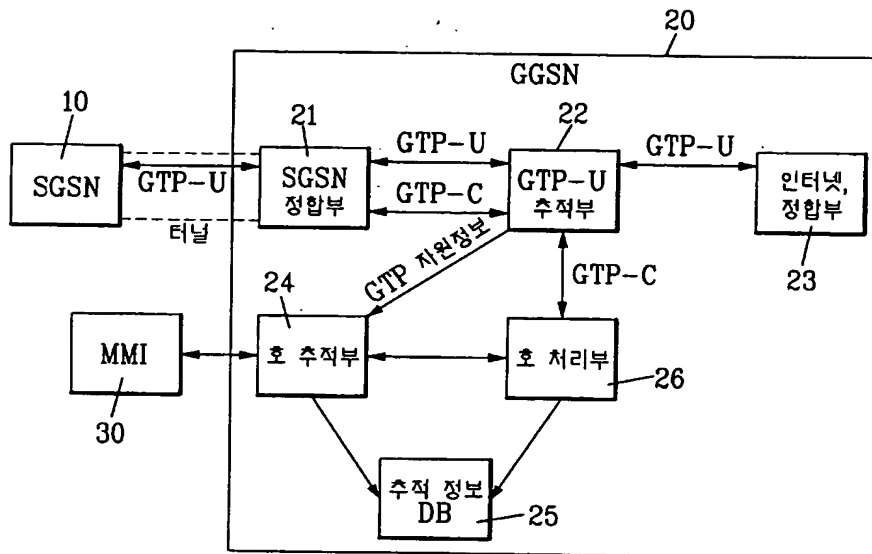 20
GGSN
10
SGSN
GTP-U
터널
21
SGSN
정합부
GTP-U
GTP-C
22
GTP-U
추적부
GTP-U
인터넷,
정합부
23
GTP 자원정보
GTP-C
24
호 추적부
MMI
30
호 처리부
26
추적 정보
DB
25